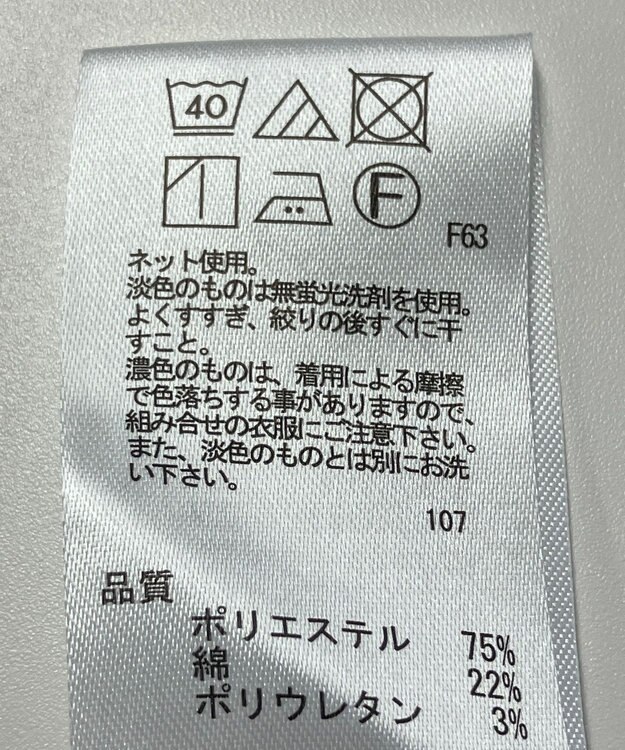 40
F
F63
ネット使用。
淡色のものは無蛍光洗剤を使用。
よくすすぎ、絞りの後すぐに干
すこと。
濃色のものは、着用による摩擦
で色落ちする事がありますので、
組み合せの衣服にご注意下さい。
また、淡色のものとは別にお洗
い下さい。
107
品質
ポリエステル 75%
綿 22%
ポリウレタン 3%